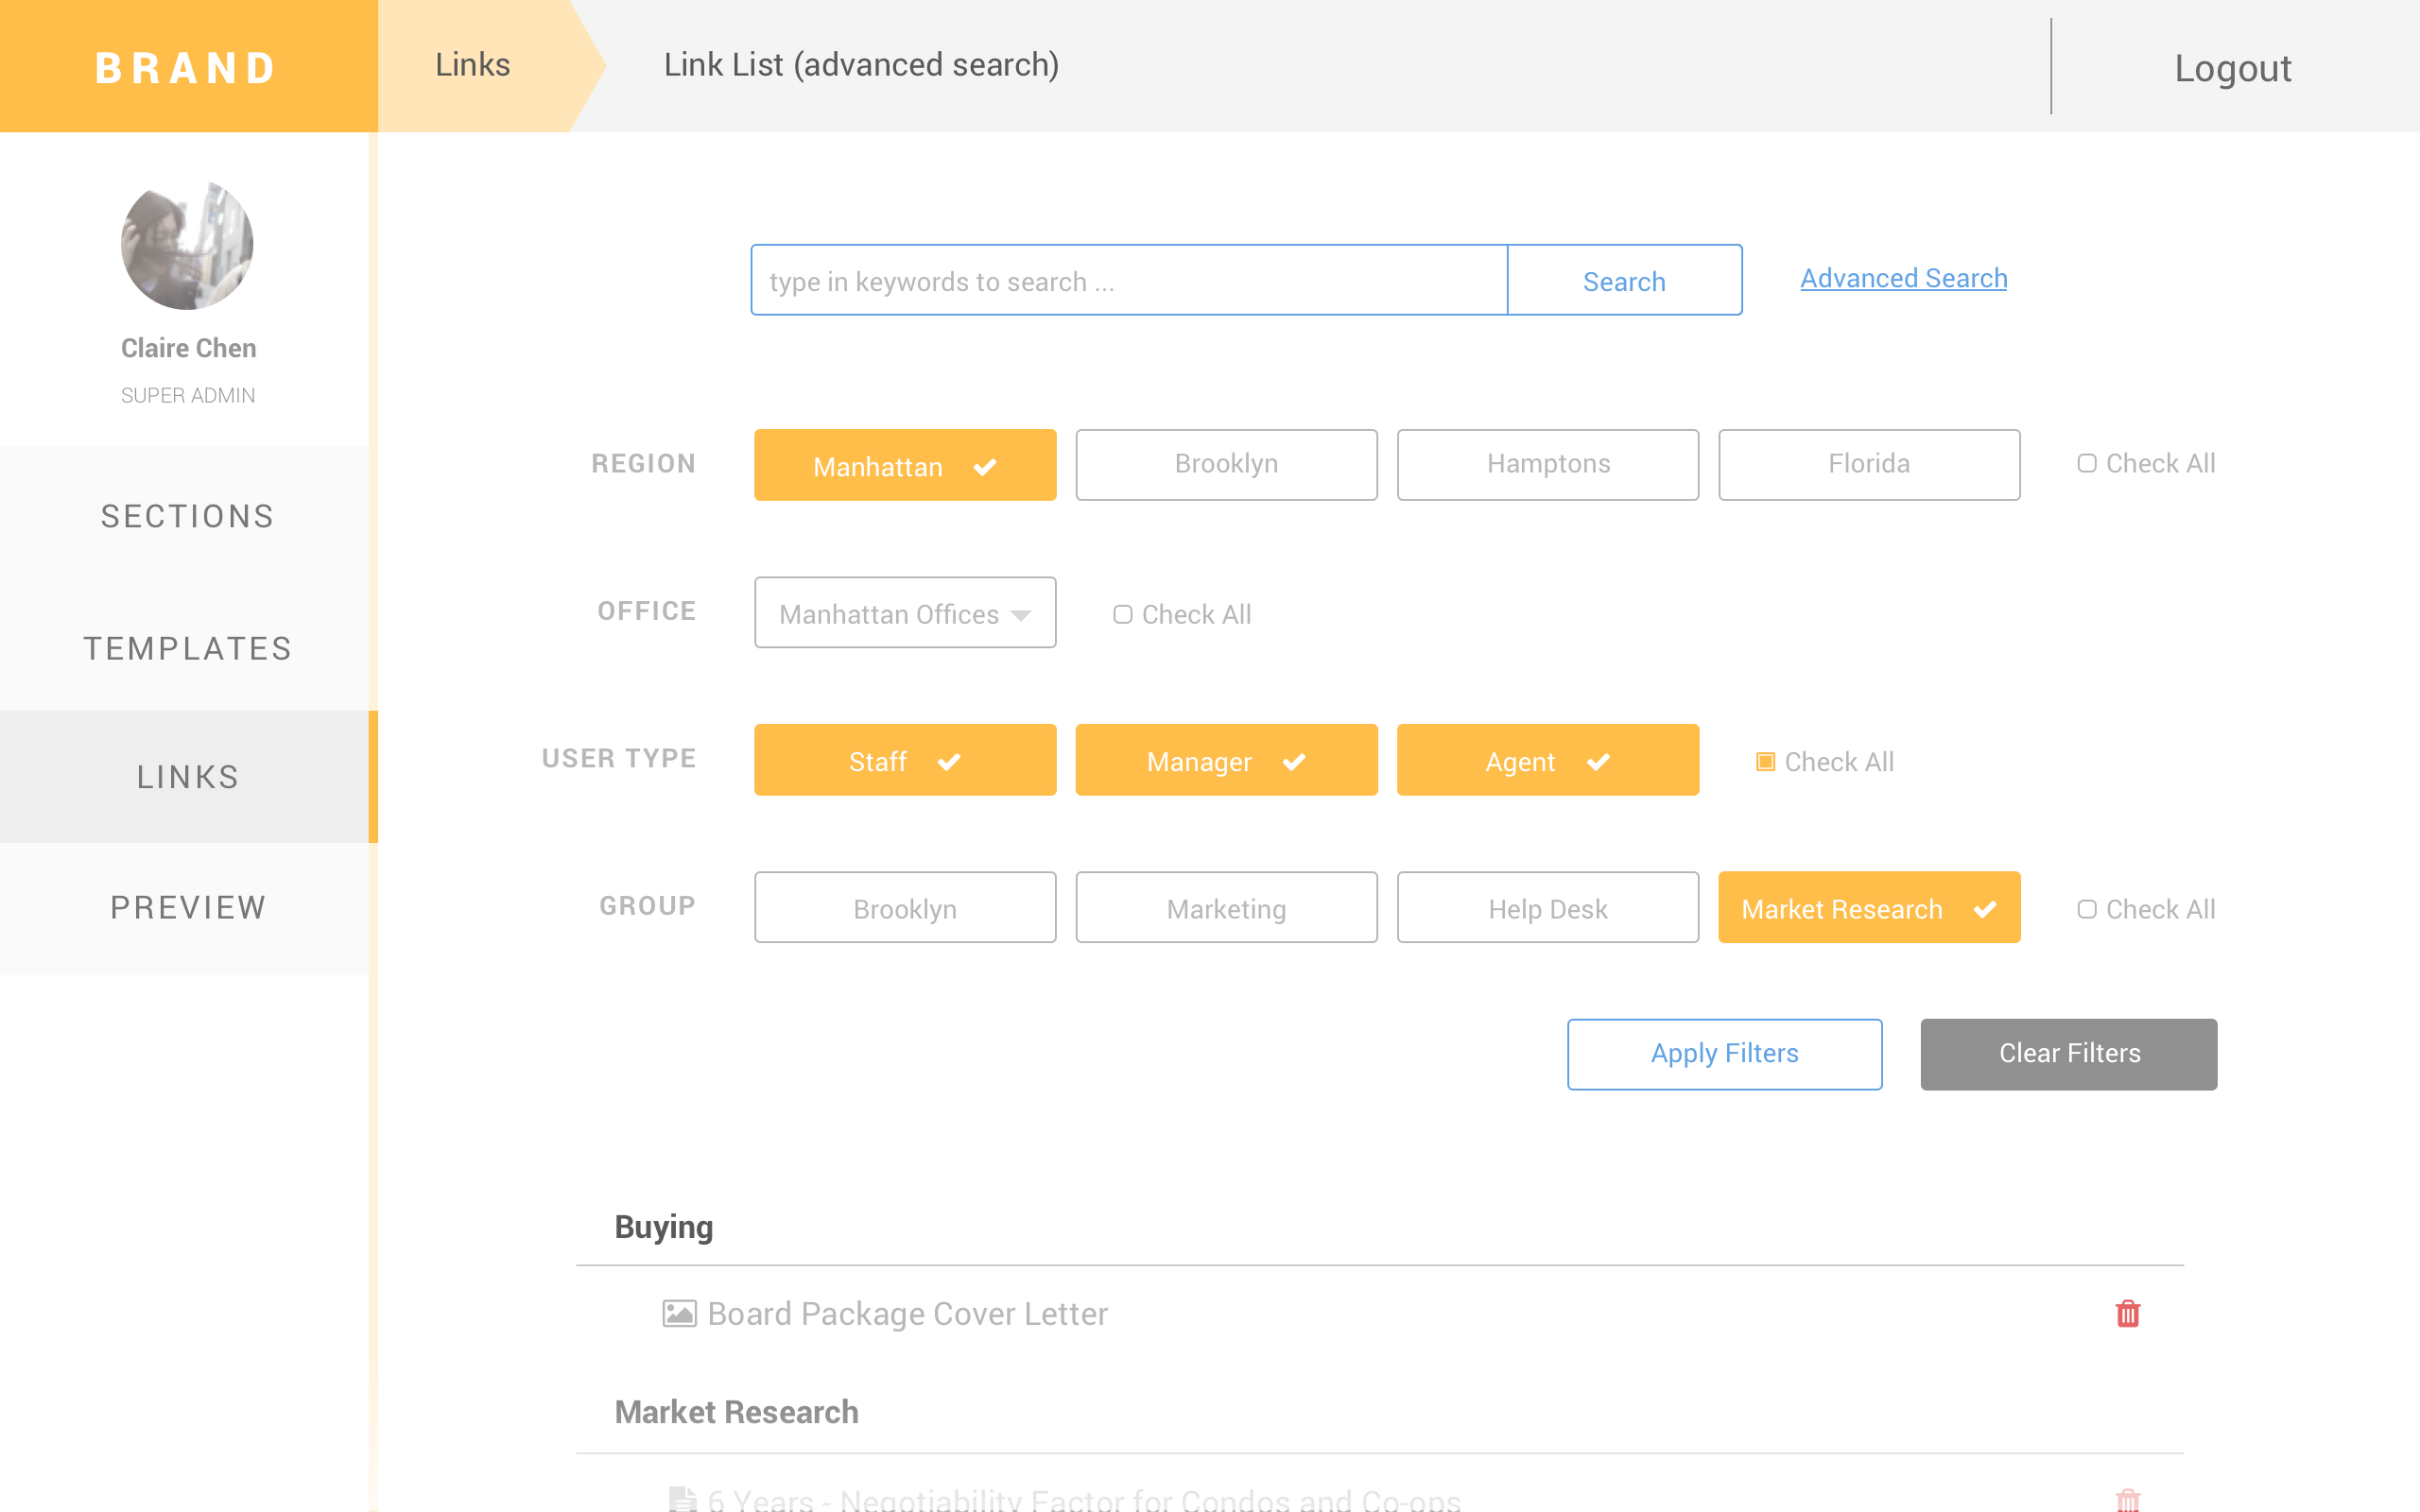 BRAND
Links
Link List (advanced search)
Logout
Claire Chen
SUPER ADMIN
SECTIONS
TEMPLATES
LINKS
PREVIEW
type in keywords to search ...
Search
Advanced Search
REGION
Manhattan
Brooklyn
Hamptons
Florida
Check All
OFFICE
Manhattan Offices
Check All
USER TYPE
Staff
Manager
Agent
Check All
GROUP
Brooklyn
Marketing
Help Desk
Market Research
Check All
Apply Filters
Clear Filters
Buying
Board Package Cover Letter
Market Research
6 Years - Negotiability Factor for Condos and Co-ops